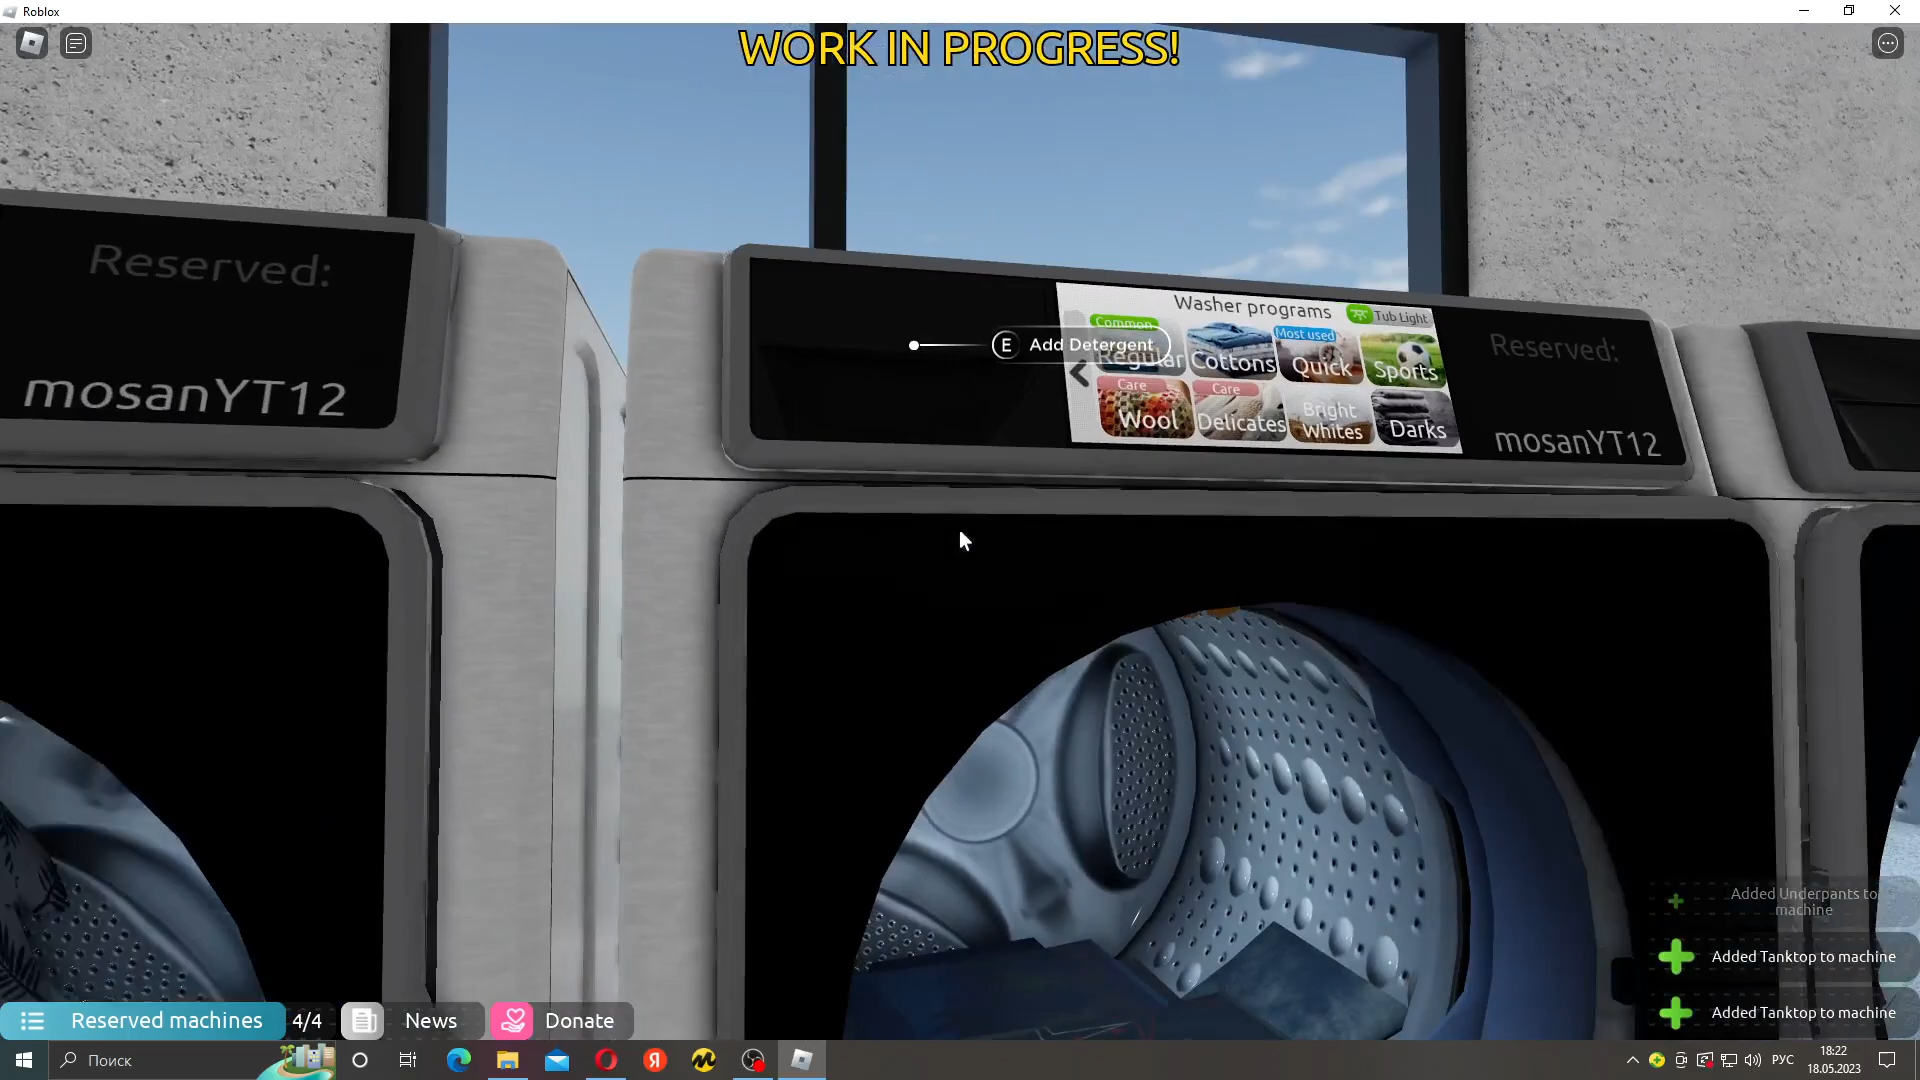 Roblox
WORK IN PROGRESS!
Reserved:
mosanYT12
Washer programs
Tub Light
Common
Regular
Cottons
Most used
Quick
Sports
Care
Wool
Care
Delicates
Bright
Whites
Darks
E Add Detergent
Reserved:
mosanYT12
Added Underpants to
machine
Added Tanktop to machine
Added Tanktop to machine
Reserved machines 4/4
News
Donate
Поиск
Я
РУС
18:22
18.05.2023